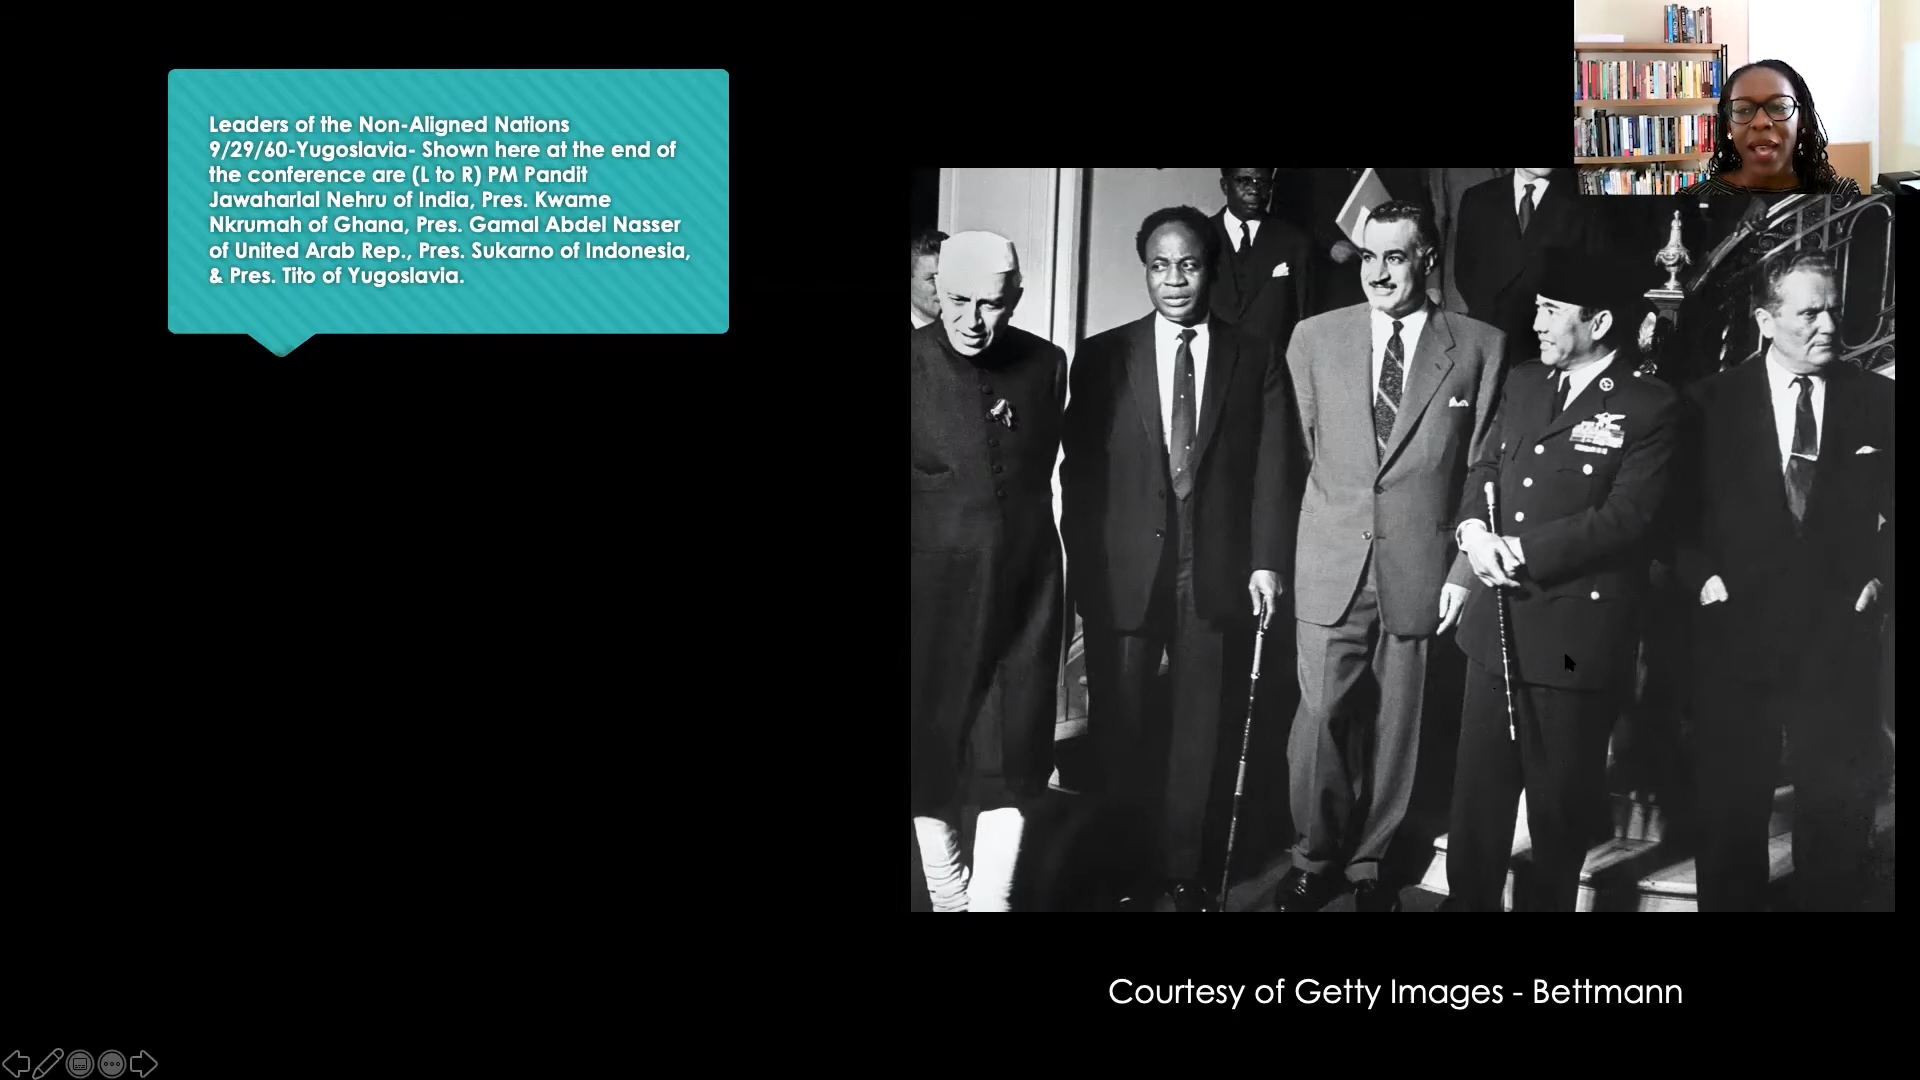 Leaders of the Non-Aligned Nations
9/29/60-Yugoslavia- Shown here at the end of
the conference are (L to R) PM Pandit
Jawaharlal Nehru of India, Pres. Kwame
Nkrumah of Ghana, Pres. Gamal Abdel Nasser
of United Arab Rep., Pres. Sukarno of Indonesia,
& Pres. Tito of Yugoslavia.
Courtesy of Getty Images - Bettmann